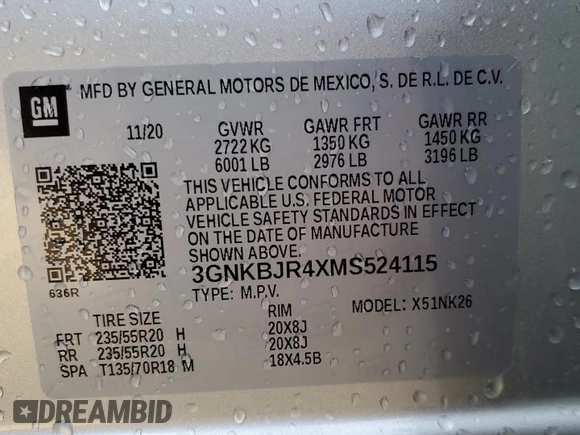 GM
MFD BY GENERAL MOTORS DE MEXICO, S. DE R.L. DE C.V.
11/20 GVWR GAWR FRT GAWR RR
2722 KG 1350 KG 1450 KG
6001 LB 2976 LB 3196 LB
THIS VEHICLE CONFORMS TO ALL
APPLICABLE U.S. FEDERAL MOTOR
VEHICLE SAFETY STANDARDS IN EFFECT
ON THE DATE OF MANUFACTURE
SHOWN ABOVE.
3GNKBJR4XMS524115
636R
TYPE: M.P.V. MODEL: X51NK26
TIRE SIZE RIM
FRT 235/55R20 H 20X8J
RR 235/55R20 H 20X8J
SPA T135/70R18 M 18X4.5B
DREAMBID